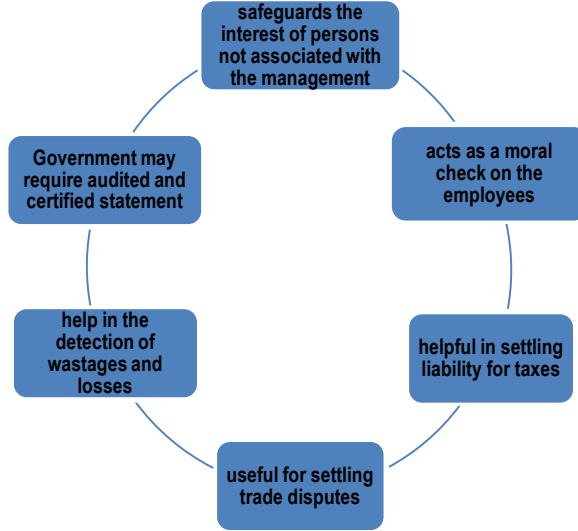 safeguards the
interest of persons
not associated with
the management
acts as a moral
check on the
employees
helpful in settling
liability for taxes
useful for settling
trade disputes
help in the
detection of
wastages and
losses
Government may
require audited and
certified statement